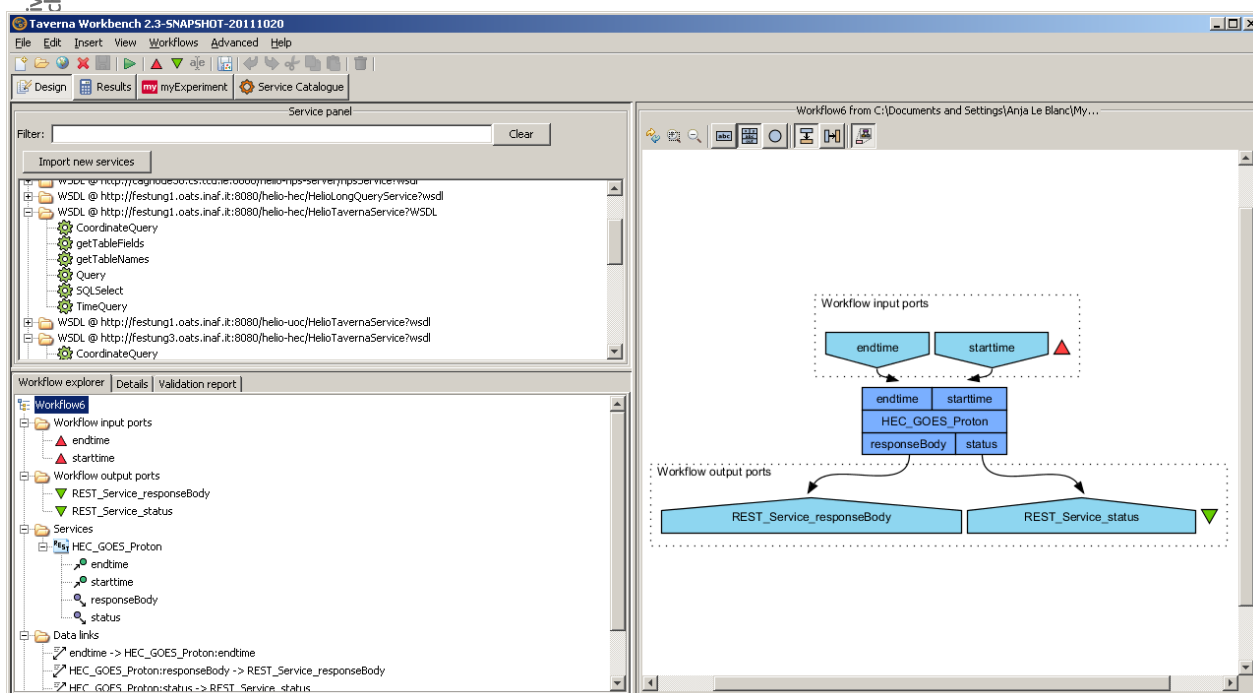 Taverna Workbench 2.3-SNAPSHOT-20111020
File Edit Insert View Workflows Advanced Help
Design Results my myExperiment Service Catalogue
Service panel
Filter: Clear
Import new services
WSDL @ http://festung1.oats.inaf.it:8080/helio-hec/HelioLongQueryService?wsdl
WSDL @ http://festung1.oats.inaf.it:8080/helio-hec/HelioTavernaService?WSDL
CoordinateQuery
getTableFields
getTableNames
Query
SQLSelect
TimeQuery
WSDL @ http://festung1.oats.inaf.it:8080/helio-uoc/HelioTavernaService?wsdl
WSDL @ http://festung3.oats.inaf.it:8080/helio-hec/HelioTavernaService?wsdl
CoordinateQuery
Workflow explorer Details Validation report
Workflow6
Workflow input ports
endtime
starttime
Workflow output ports
REST_Service_responseBody
REST_Service_status
Services
REST HEC_GOES_Proton
endtime
starttime
responseBody
status
Data links
endtime -> HEC_GOES_Proton:endtime
HEC_GOES_Proton:responseBody -> REST_Service_responseBody
HEC_GOES_Proton:status -> REST_Service_status
Workflow6 from C:\Documents and Settings\Anja Le Blanc\My...
abc
Workflow input ports
endtime starttime
endtime starttime
HEC_GOES_Proton
responseBody status
Workflow output ports
REST_Service_responseBody REST_Service_status